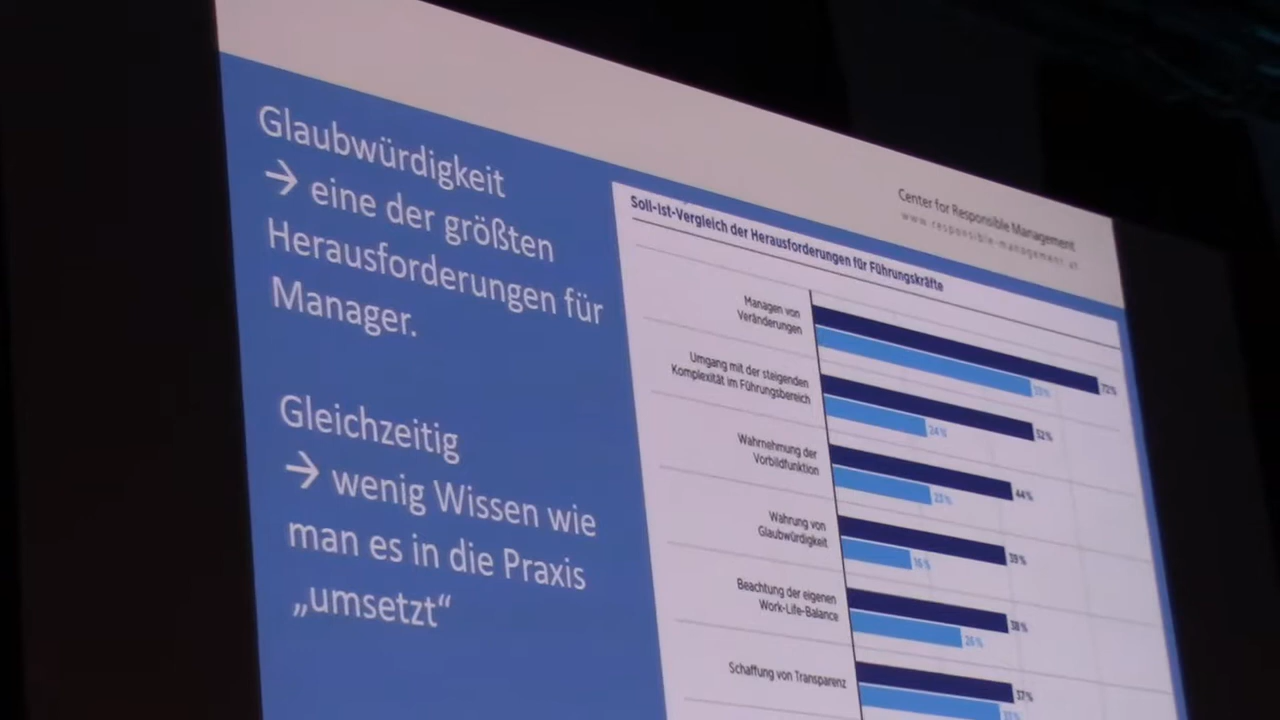 Glaubwürdigkeit
→ eine der größten
Herausforderungen für
Manager.
Gleichzeitig
→ wenig Wissen wie
man es in die Praxis
„umsetzt“
Center for Responsible Management
www.responsible-management.at
Soll-Ist-Vergleich der Herausforderungen für Führungskräfte
Managen von
Veränderungen
72%
Umgang mit der steigenden
Komplexität im Führungsbereich
52%
24%
Wahrnehmung der
Vorbildfunktion
44%
23%
Wahrung von
Glaubwürdigkeit
39%
16%
Beachtung der eigenen
Work-Life-Balance
38%
26%
Schaffung von Transparenz
37%